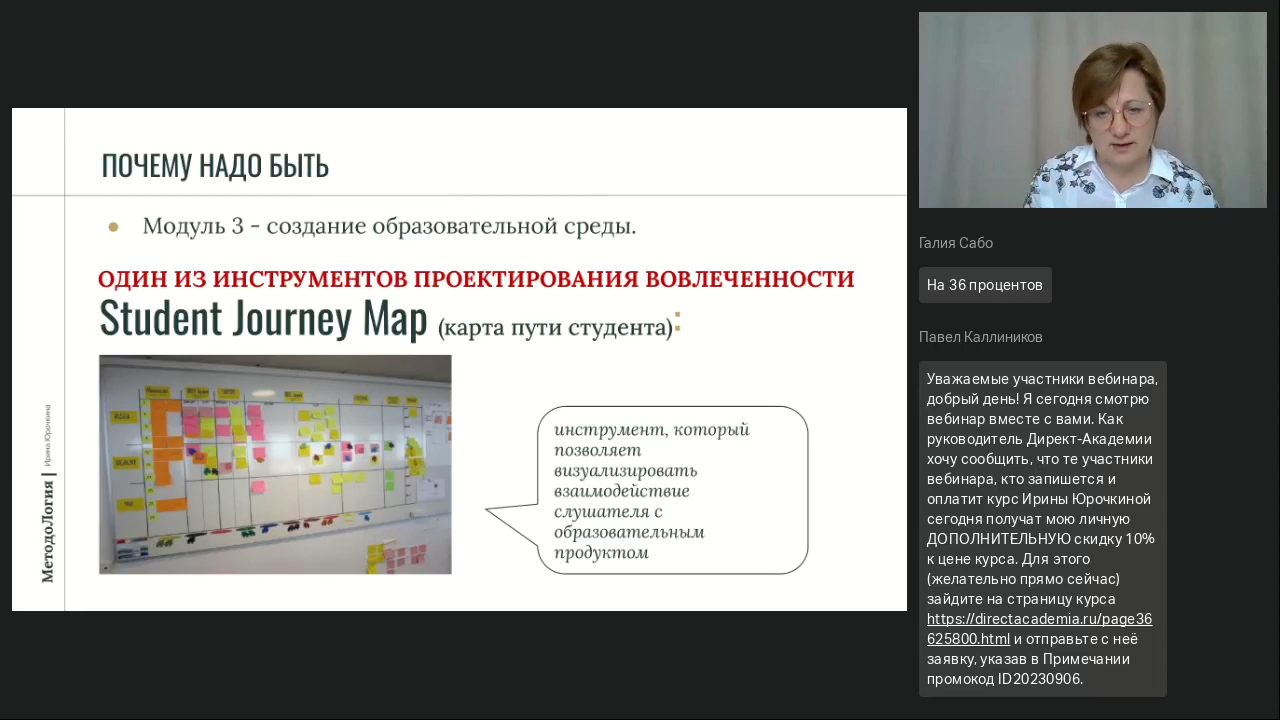 ПОЧЕМУ НАДО БЫТЬ
Модуль 3 - создание образовательной среды.
ОДИН ИЗ ИНСТРУМЕНТОВ ПРОЕКТИРОВАНИЯ ВОВЛЕЧЕННОСТИ
Student Journey Map (карта пути студента):
инструмент, который
позволяет
визуализировать
взаимодействие
слушателя с
образовательным
продуктом
МетодоЛогия | Ирина Юрочкина
Галия Сабо
На 36 процентов
Павел Каллиников
Уважаемые участники вебинара,
добрый день! Я сегодня смотрю
вебинар вместе с вами. Как
руководитель Директ-Академии
хочу сообщить, что те участники
вебинара, кто запишется и
оплатит курс Ирины Юрочкиной
сегодня получат мою личную
ДОПОЛНИТЕЛЬНУЮ скидку 10%
к цене курса. Для этого
(желательно прямо сейчас)
зайдите на страницу курса
https://directacademia.ru/page36
625800.html и отправьте с неё
заявку, указав в Примечании
промокод ID20230906.